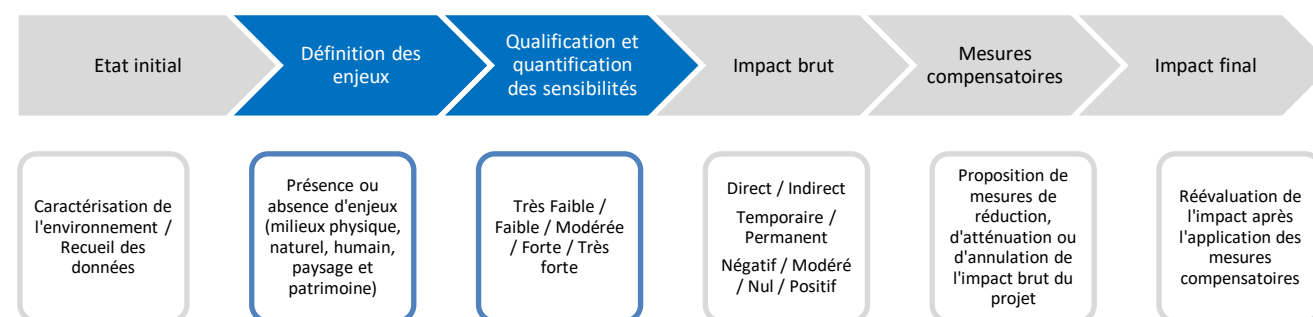 Etat initial
Définition des
enjeux
Qualification et
quantification
des sensibilités
Impact brut
Mesures
compensatoires
Impact final
Caractérisation de
l'environnement /
Recueil des
données
Présence ou
absence d'enjeux
(milieux physique,
naturel, humain,
paysage et
patrimoine)
Très Faible /
Faible / Modérée
/ Forte / Très
forte
Direct / Indirect
Temporaire /
Permanent
Négatif / Modéré
/ Nul / Positif
Proposition de
mesures de
réduction,
d'atténuation ou
d'annulation de
l'impact brut du
projet
Réévaluation de
l'impact après
l'application des
mesures
compensatoires